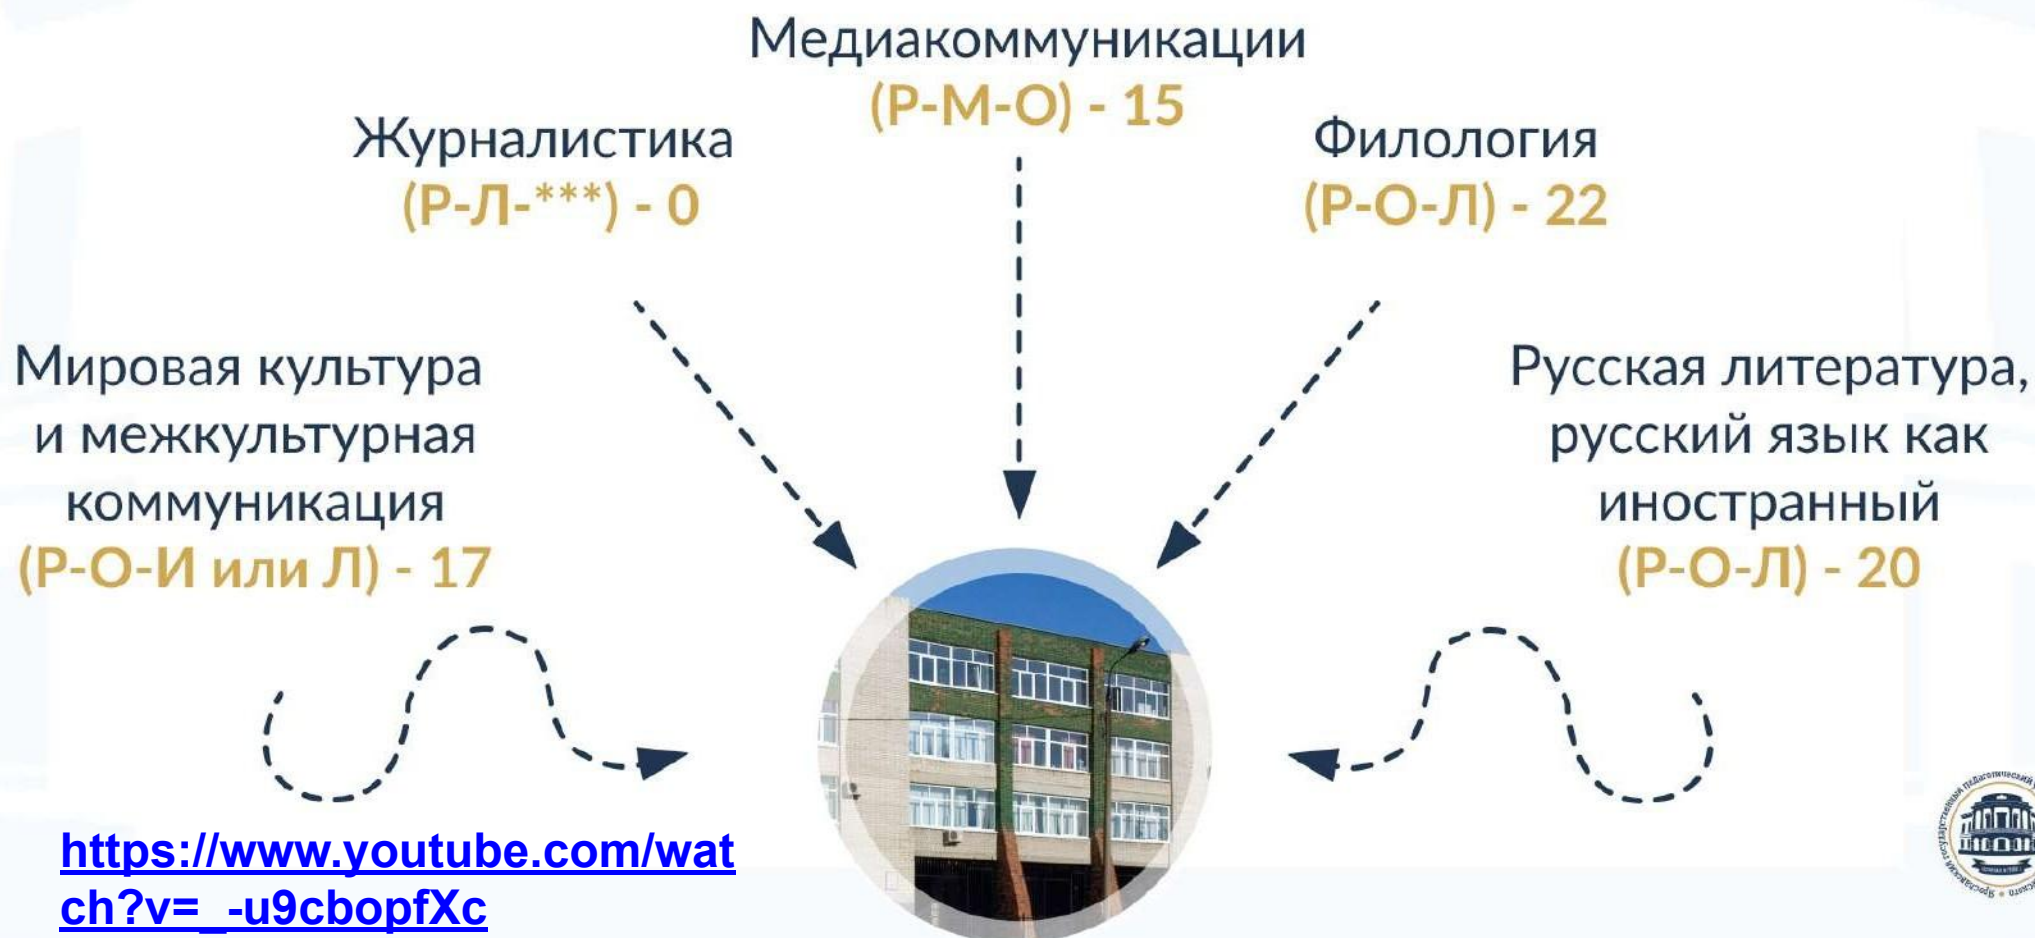 Медиакоммуникации
(Р-М-О) - 15
Журналистика
(Р-Л-***) - 0
Филология
(Р-О-Л) - 22
Мировая культура
и межкультурная
коммуникация
(Р-О-И или Л) - 17
Русская литература,
русский язык как
иностранный
(Р-О-Л) - 20
https://www.youtube.com/wat
ch?v=_-u9cbopfXc